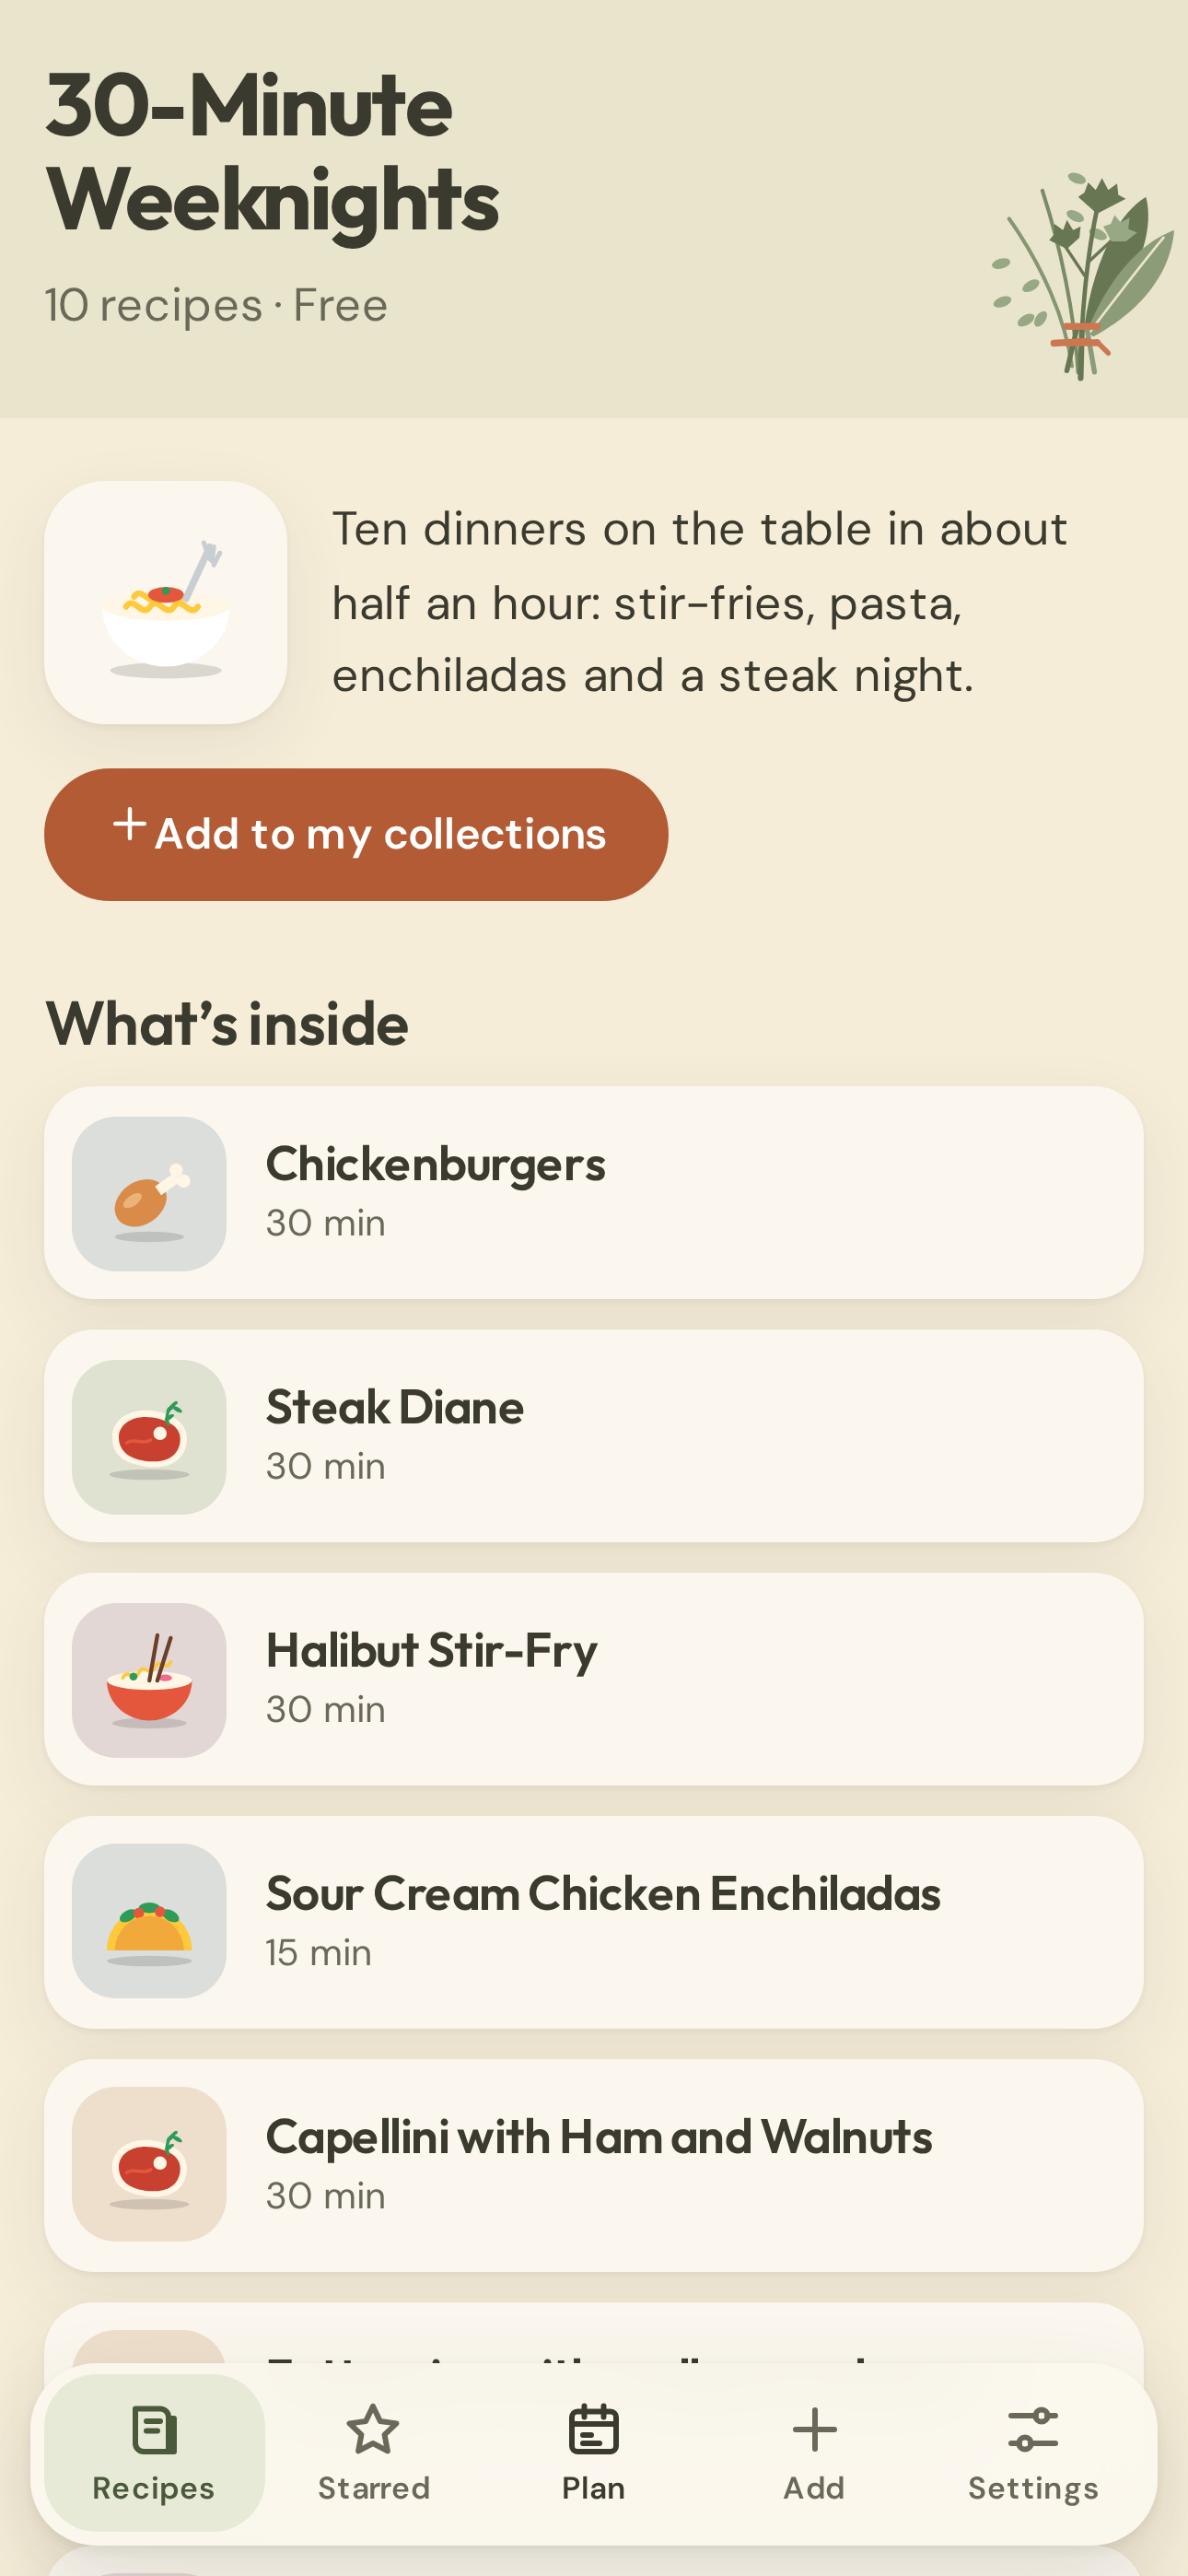 30-Minute
Weeknights
10 recipes · Free
Ten dinners on the table in about
half an hour: stir-fries, pasta,
enchiladas and a steak night.
Add to my collections
What’s inside
Chickenburgers
30 min
Steak Diane
30 min
Halibut Stir-Fry
30 min
Sour Cream Chicken Enchiladas
15 min
Capellini with Ham and Walnuts
30 min
Recipes
Starred
Plan
Add
Settings